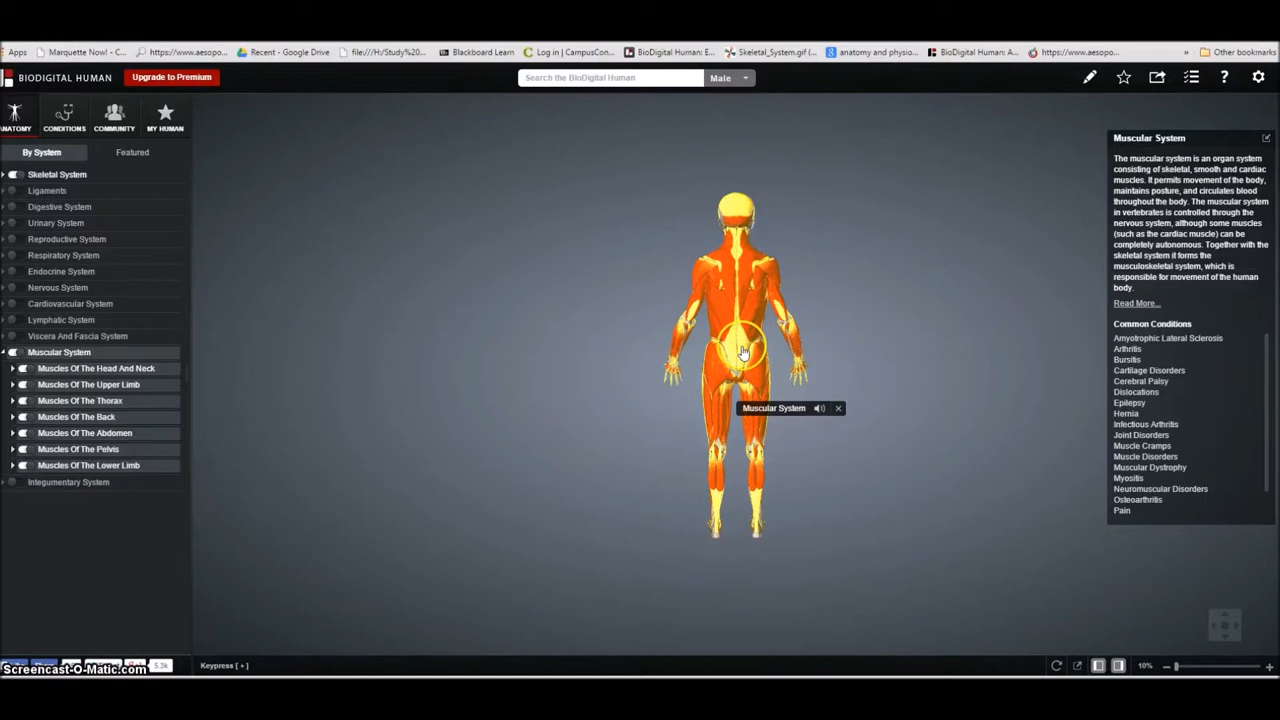 Apps Marquette Now! - C... https://www.aesopo... Recent - Google Drive file:///H:/Study%20... Blackboard Learn Log in | CampusCon... BioDigital Human: E... Skeletal_System.gif (... anatomy and physio... BioDigital Human: A... https://www.aesopo... » Other bookmarks
BIODIGITAL HUMAN Upgrade to Premium Search the BioDigital Human Male ?
ANATOMY CONDITIONS COMMUNITY MY HUMAN
By System Featured
Skeletal System
Ligaments
Digestive System
Urinary System
Reproductive System
Respiratory System
Endocrine System
Nervous System
Cardiovascular System
Lymphatic System
Viscera And Fascia System
Muscular System
Muscles Of The Head And Neck
Muscles Of The Upper Limb
Muscles Of The Thorax
Muscles Of The Back
Muscles Of The Abdomen
Muscles Of The Pelvis
Muscles Of The Lower Limb
Integumentary System
Muscular System
Muscular System
The muscular system is an organ system
consisting of skeletal, smooth and cardiac
muscles. It permits movement of the body,
maintains posture, and circulates blood
throughout the body. The muscular system
in vertebrates is controlled through the
nervous system, although some muscles
(such as the cardiac muscle) can be
completely autonomous. Together with the
skeletal system it forms the
musculoskeletal system, which is
responsible for movement of the human
body.
Read More...
Common Conditions
Amyotrophic Lateral Sclerosis
Arthritis
Bursitis
Cartilage Disorders
Cerebral Palsy
Dislocations
Epilepsy
Hernia
Infectious Arthritis
Joint Disorders
Muscle Cramps
Muscle Disorders
Muscular Dystrophy
Myositis
Neuromuscular Disorders
Osteoarthritis
Pain
5.3k Keypress [ + ] 10%
Screencast-O-Matic.com